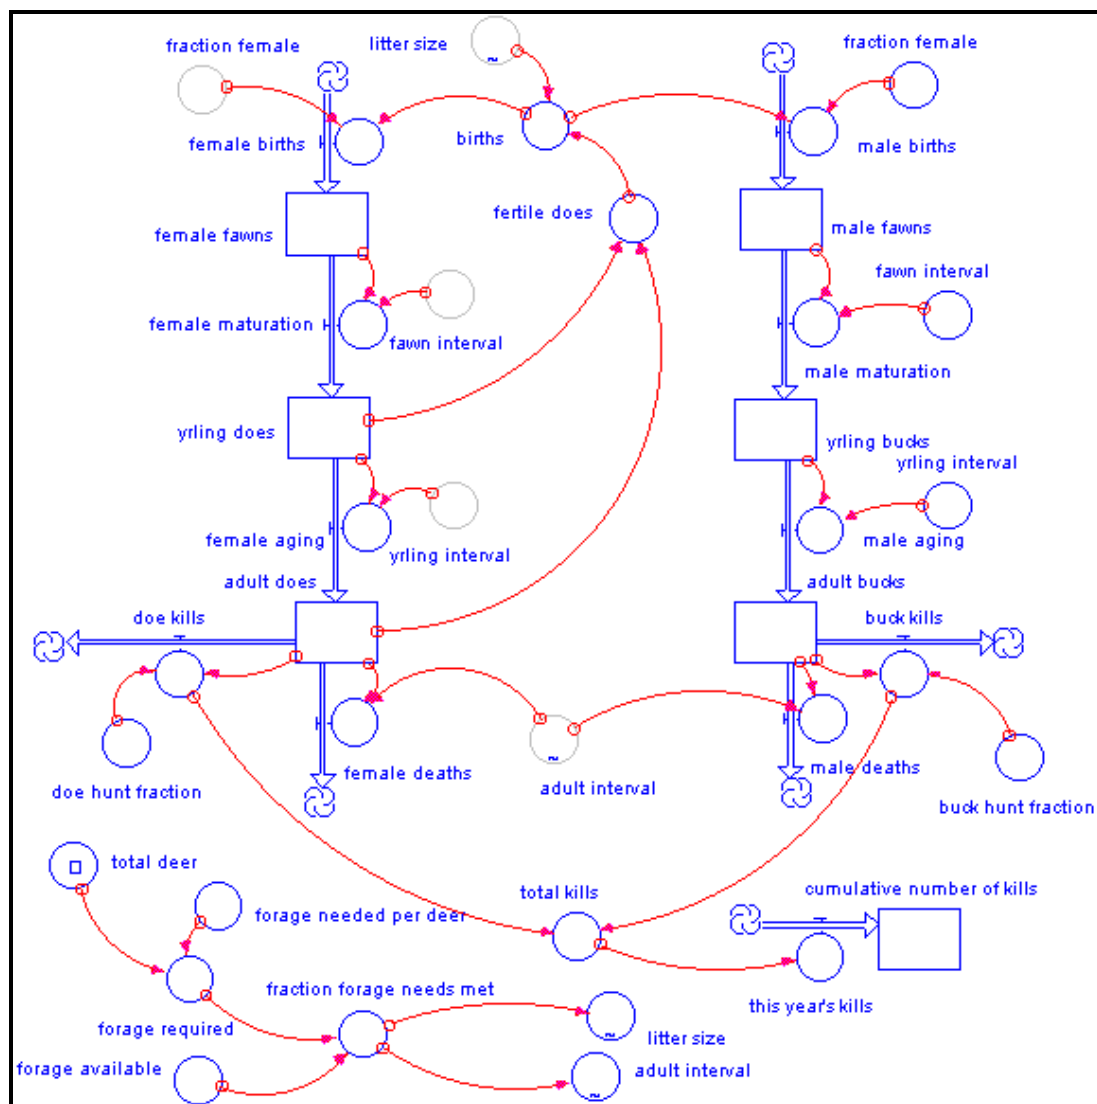 fraction female
litter size
fraction female
female births
births
male births
female fawns
fertile does
male fawns
fawn interval
female maturation
fawn interval
male maturation
yrling does
yrling bucks
yrling interval
female aging
yrling interval
male aging
adult does
adult bucks
doe kills
buck kills
female deaths
adult interval
male deaths
doe hunt fraction
buck hunt fraction
total deer
total kills
cumulative number of kills
forage needed per deer
fraction forage needs met
this year's kills
forage required
litter size
forage available
adult interval